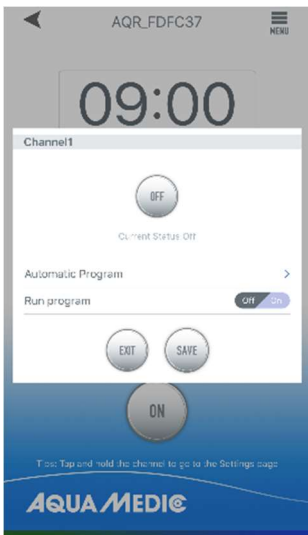 AQR_FDFC37
MENU
09:00
Channel1
OFF
Current Status Off
Automatic Program >
Run program Off On
EXIT SAVE
ON
Tips: Tap and hold the channel to go to the Settings page
AQUA MEDIC